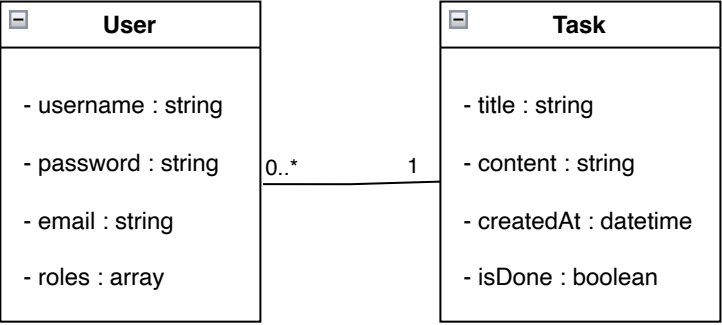 User
- username : string
- password : string
- email : string
- roles : array
0..*
1
Task
- title : string
- content : string
- createdAt : datetime
- isDone : boolean